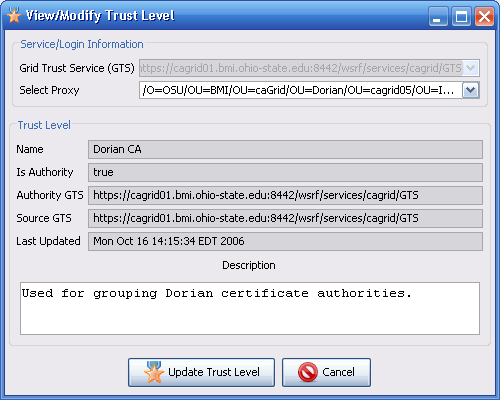 View/Modify Trust Level
Service/Login Information
Grid Trust Service (GTS) https://cagrid01.bmi.ohio-state.edu:8442/wsrf/services/cagrid/GTS
Select Proxy /O=OSU/OU=BMI/OU=caGrid/OU=Dorian/OU=cagrid05/OU=I...
Trust Level
Name Dorian CA
Is Authority true
Authority GTS https://cagrid01.bmi.ohio-state.edu:8442/wsrf/services/cagrid/GTS
Source GTS https://cagrid01.bmi.ohio-state.edu:8442/wsrf/services/cagrid/GTS
Last Updated Mon Oct 16 14:15:34 EDT 2006
Description
Used for grouping Dorian certificate authorities.
Update Trust Level Cancel